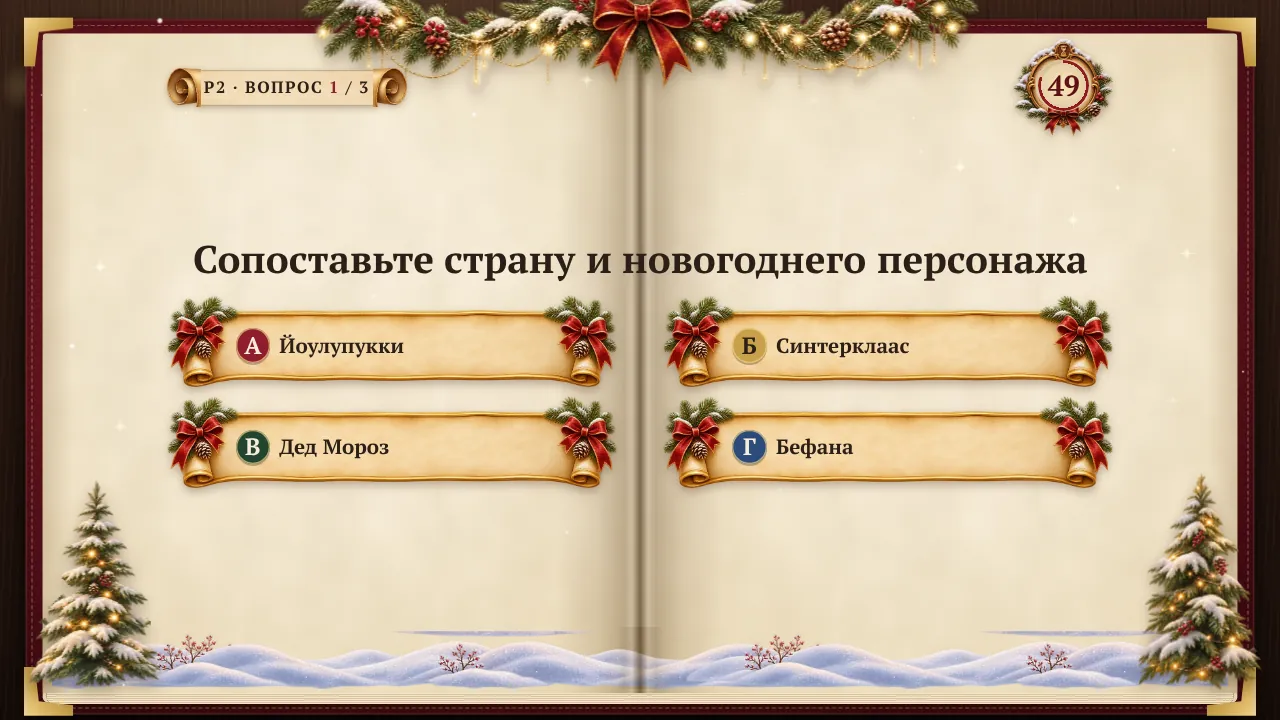 Р2 · ВОПРОС 1 / 3
49
Сопоставьте страну и новогоднего персонажа
А Йоулупукки
Б Синтерклаас
В Дед Мороз
Г Бефана